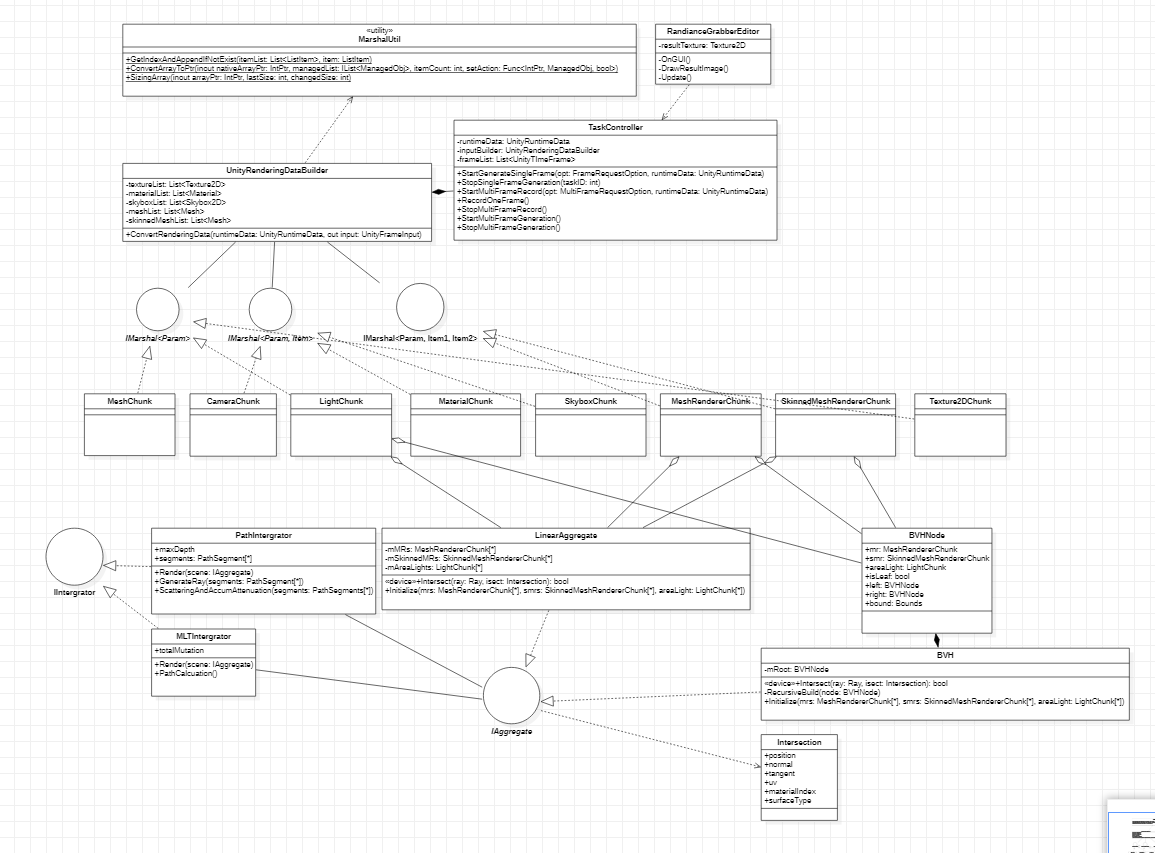 «utility»
MarshalUtil
+GetIndexAndAppendIfNotExist(itemList: List<ListItem>, item: ListItem)
+ConvertArrayToPtr(inout nativeArrayPtr: IntPtr, managedList: IList<ManagedObj>, itemCount: int, setAction: Func<IntPtr, ManagedObj, bool>)
+SizingArray(inout arrayPtr: IntPtr, lastSize: int, changedSize: int)
RandianceGrabberEditor
-resultTexture: Texture2D
-OnGUI()
-DrawResultImage()
-Update()
TaskController
-runtimeData: UnityRuntimeData
-inputBuilder: UnityRenderingDataBuilder
-frameList: List<UnityTimeFrame>
+StartGenerateSingleFrame(opt: FrameRequestOption, runtimeData: UnityRuntimeData)
+StopSingleFrameGeneration(taskID: int)
+StartMultiFrameRecord(opt: MultiFrameRequestOption, runtimeData: UnityRuntimeData)
+RecordOneFrame()
+StopMultiFrameRecord()
+StartMultiFrameGeneration()
+StopMultiFrameGeneration()
UnityRenderingDataBuilder
-textureList: List<Texture2D>
-materialList: List<Material>
-skyboxList: List<Skybox2D>
-meshList: List<Mesh>
-skinnedMeshList: List<Mesh>
+ConvertRenderingData(runtimeData: UnityRuntimeData, out input: UnityFrameInput)
IMarshal<Param>
IMarshal<Param, Item>
IMarshal<Param, Item1, Item2>
MeshChunk
CameraChunk
LightChunk
MaterialChunk
SkyboxChunk
MeshRendererChunk
SkinnedMeshRendererChunk
Texture2DChunk
IIntergrator
PathIntergrator
+maxDepth
+segments: PathSegment[*]
+Render(scene: IAggregate)
+GenerateRay(segments: PathSegment[*])
+ScatteringAndAccumAttenuation(segments: PathSegments[*])
LinearAggregate
-mMRs: MeshRendererChunk[*]
-mSkinnedMRs: SkinnedMeshRendererChunk[*]
-mAreaLights: LightChunk[*]
«device»+Intersect(ray: Ray, isect: Intersection): bool
+Initialize(mrs: MeshRendererChunk[*], smrs: SkinnedMeshRendererChunk[*], areaLight: LightChunk[*])
BVHNode
+mr: MeshRendererChunk
+smr: SkinnedMeshRendererChunk
+areaLight: LightChunk
+isLeaf: bool
+left: BVHNode
+right: BVHNode
+bound: Bounds
MLTIntergrator
+totalMutation
+Render(scene: IAggregate)
+PathCalcuation()
IAggregate
BVH
-mRoot: BVHNode
«device»+Intersect(ray: Ray, isect: Intersection): bool
-RecursiveBuild(node: BVHNode)
+Initialize(mrs: MeshRendererChunk[*], smrs: SkinnedMeshRendererChunk[*], areaLight: LightChunk[*])
Intersection
+position
+normal
+tangent
+uv
+materialIndex
+surfaceType